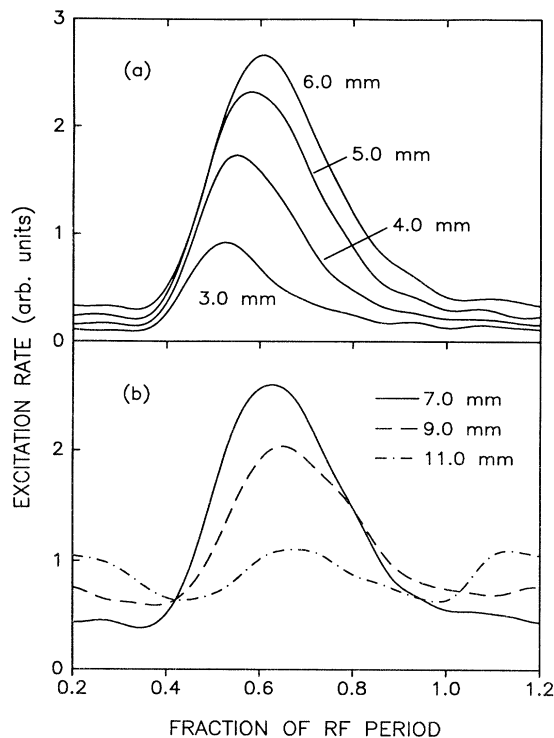 3
(a)
6.0 mm
2
5.0 mm
4.0 mm
1
3.0 mm
0
EXCITATION RATE (arb. units)
(b)
7.0 mm
9.0 mm
11.0 mm
2
1
0
0.2 0.4 0.6 0.8 1.0 1.2
FRACTION OF RF PERIOD